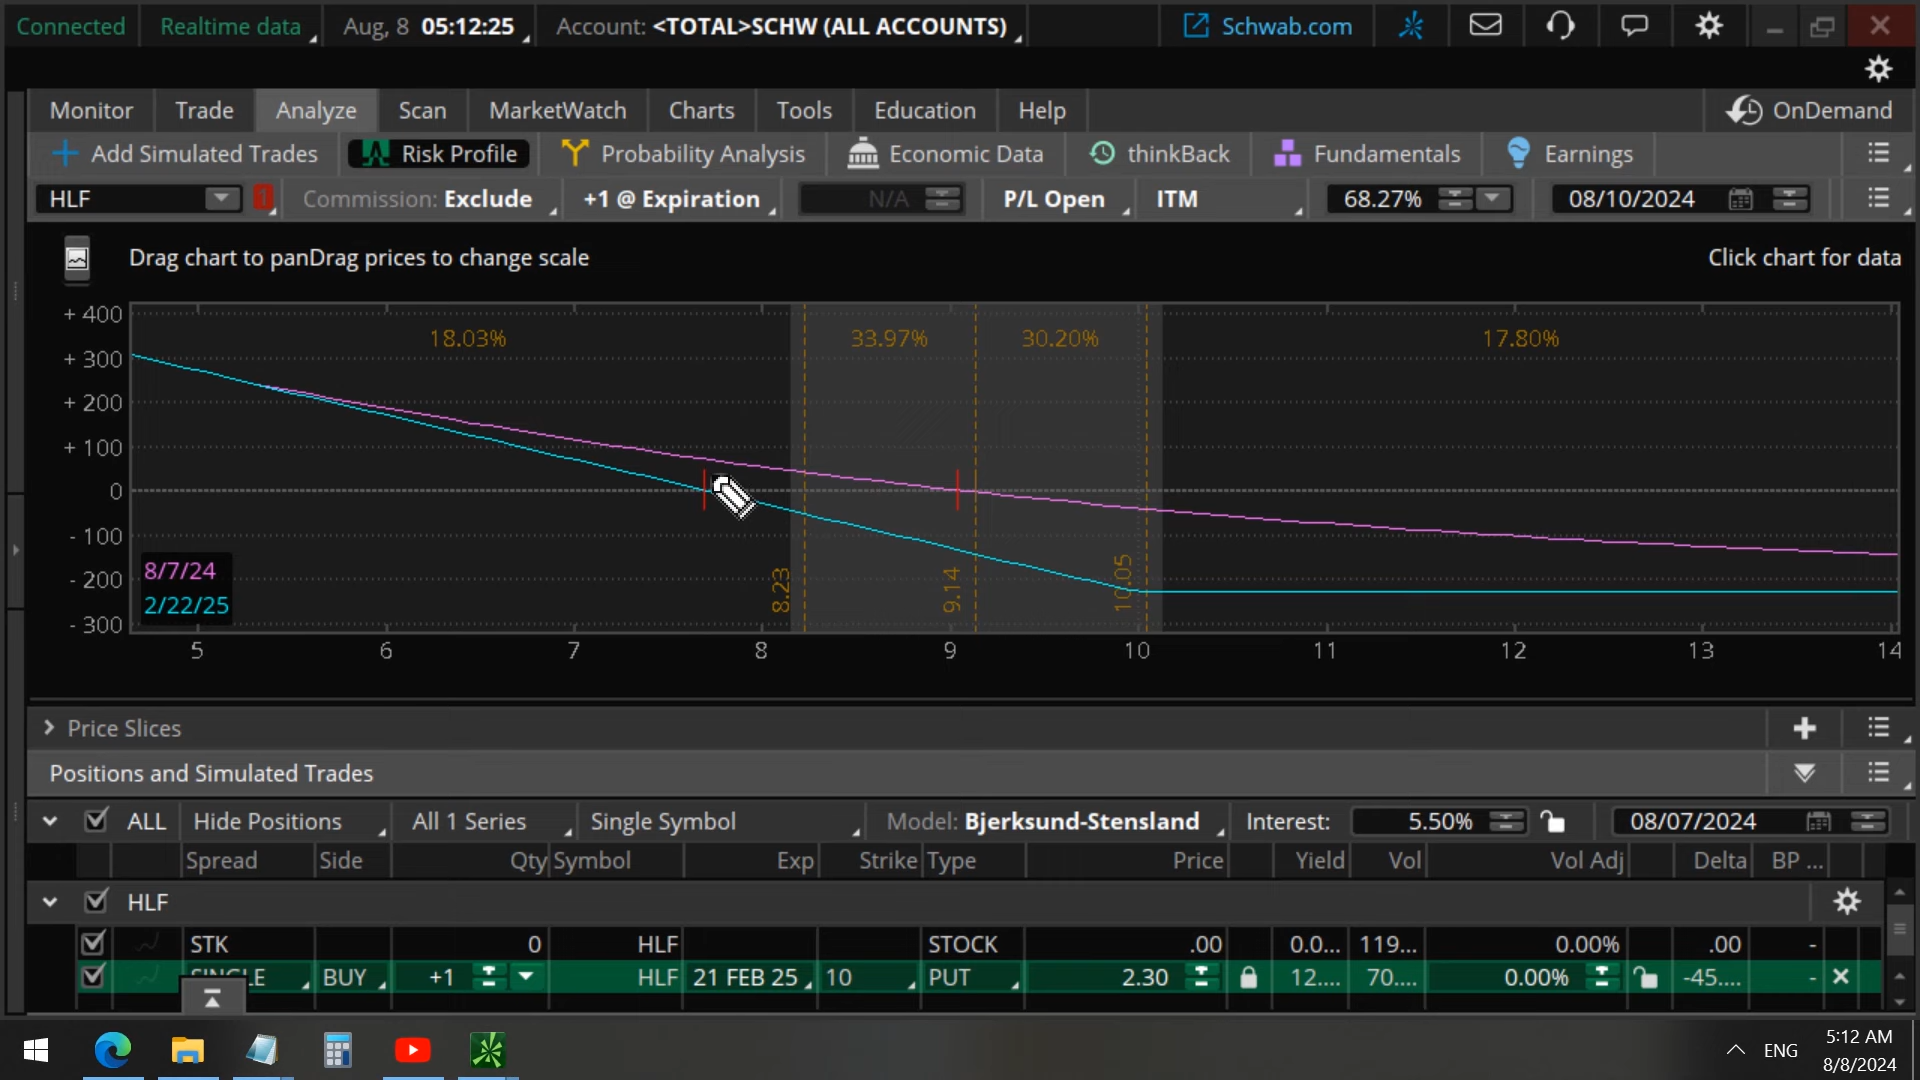 Connected Realtime data Aug, 8 05:12:25 Account: <TOTAL>SCHW (ALL ACCOUNTS) Schwab.com
Monitor Trade Analyze Scan MarketWatch Charts Tools Education Help OnDemand
Add Simulated Trades Risk Profile Probability Analysis Economic Data thinkBack Fundamentals Earnings
HLF 1 Commission: Exclude +1 @ Expiration N/A P/L Open ITM 68.27% 08/10/2024
Drag chart to panDrag prices to change scale Click chart for data
+ 400
18.03% 33.97% 30.20% 17.80%
+ 300
+ 200
+ 100
0
- 100
8/7/24
- 200 8.23 9.14 10.05
2/22/25
- 300
5 6 7 8 9 10 11 12 13 14
Price Slices
Positions and Simulated Trades
ALL Hide Positions All 1 Series Single Symbol Model: Bjerksund-Stensland Interest: 5.50% 08/07/2024
Spread Side Qty Symbol Exp Strike Type Price Yield Vol Vol Adj Delta BP ...
HLF
STK 0 HLF STOCK .00 0.0... 119... 0.00% .00 -
BUY +1 HLF 21 FEB 25 10 PUT 2.30 12.... 70.... 0.00% -45.... -
ENG 5:12 AM
8/8/2024